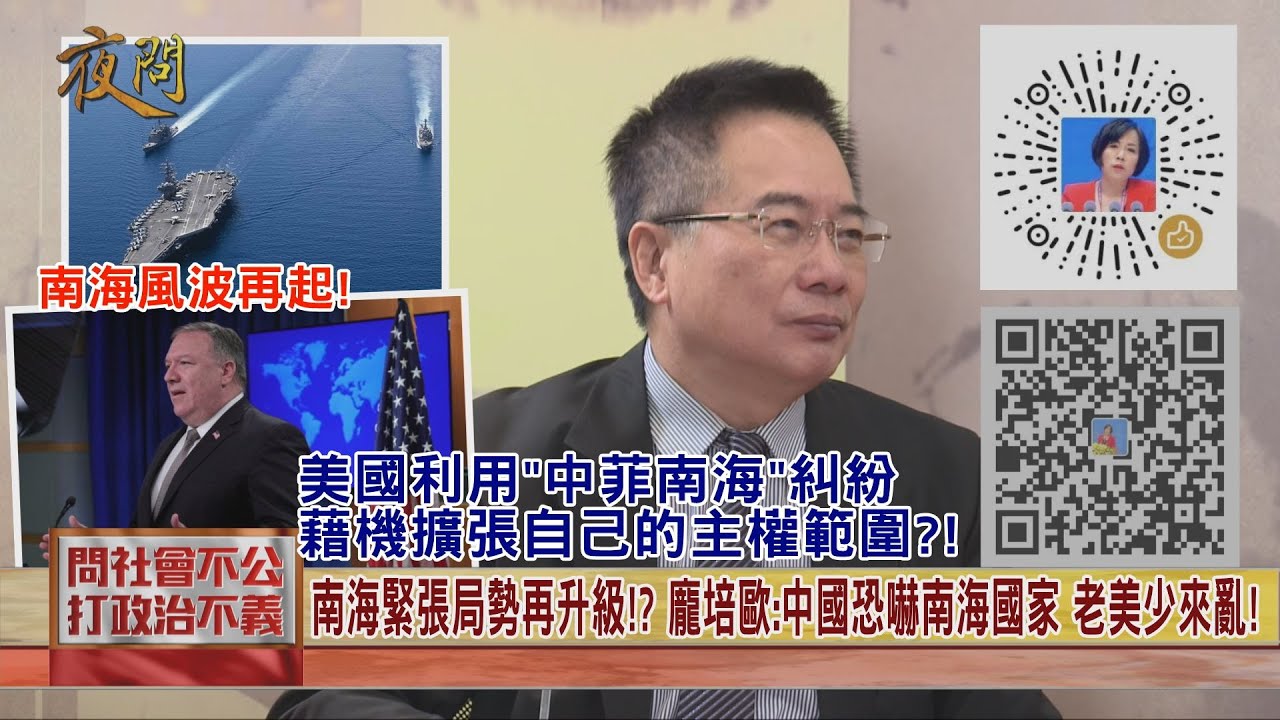 夜問
南海風波再起!
美國利用"中菲南海"糾紛
藉機擴張自己的主權範圍?!
問社會不公
打政治不義
南海緊張局勢再升級!? 龐培歐:中國恐嚇南海國家 老美少來亂!